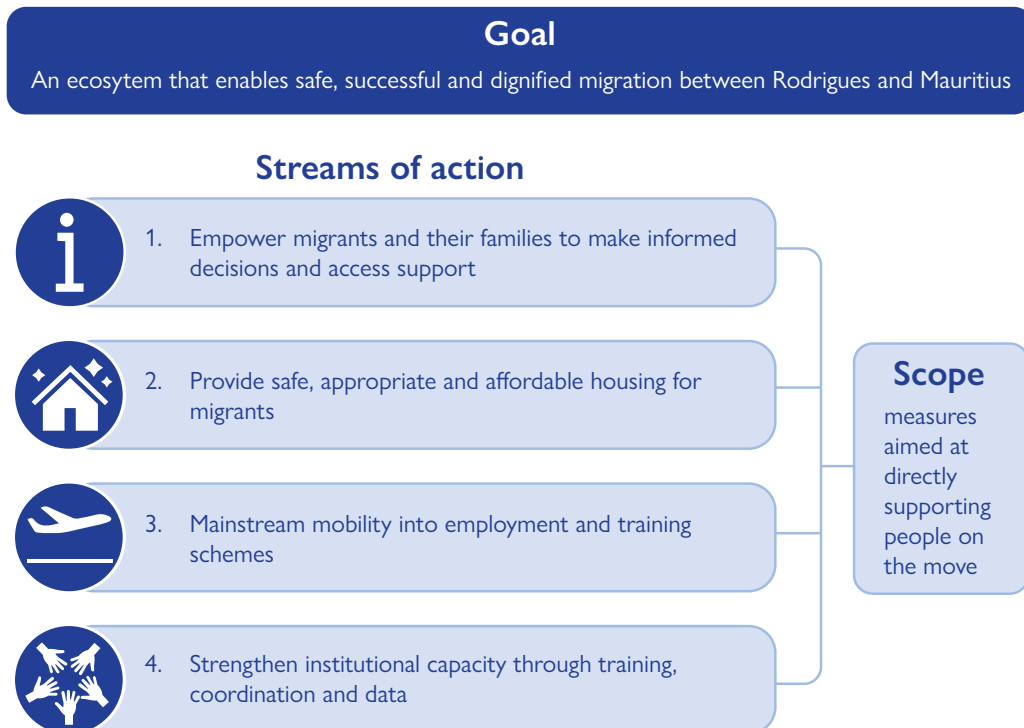 Goal
An ecosytem that enables safe, successful and dignified migration between Rodrigues and Mauritius
Streams of action
1. Empower migrants and their families to make informed
decisions and access support
2. Provide safe, appropriate and affordable housing for
migrants
3. Mainstream mobility into employment and training
schemes
4. Strengthen institutional capacity through training,
coordination and data
Scope
measures
aimed at
directly
supporting
people on
the move